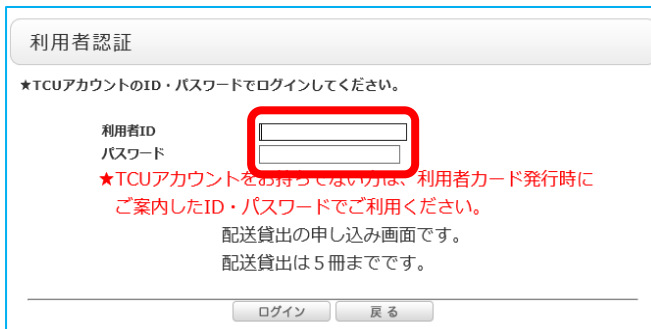 利用者認証
★TCUアカウントのID・パスワードでログインしてください。
利用者ID
パスワード
★TCUアカウントをお持ちでない方は、利用者カード発行時に
ご案内したID・パスワードでご利用ください。
配送貸出の申し込み画面です。
配送貸出は５冊までです。
ログイン 戻る